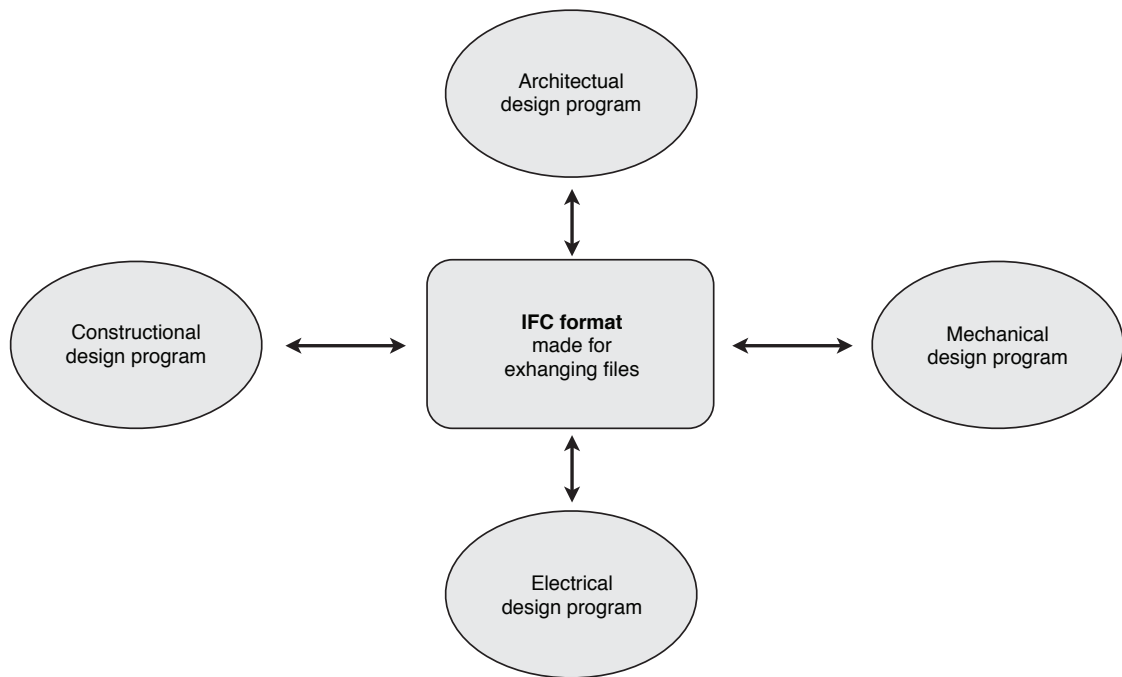 Architectual
design program
Constructional
design program
IFC format
made for
exhanging files
Mechanical
design program
Electrical
design program